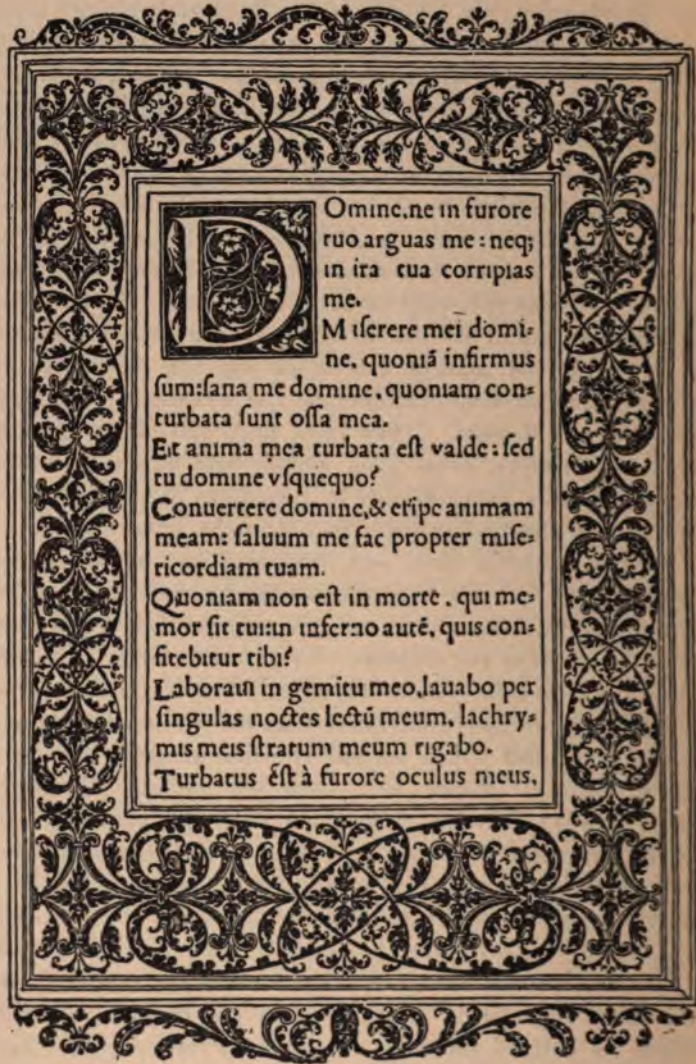 DOmine, ne in furore
tuo arguas me : neq;
in ira tua corripias
me.
Miserere mei domi-
ne, quoniã infirmus
sum:sana me domine, quoniam con-
turbata sunt ossa mea.
Et anima mea turbata est valde : sed
tu domine vsquequo?
Conuertere domine,& eripe animam
meam: saluum me fac propter mise-
ricordiam tuam.
Quoniam non est in morte, qui me-
mor sit tui:in inferno autẽ, quis con-
fitebitur tibi?
Laboraui in gemitu meo,lauabo per
singulas noctes lectũ meum, lachry-
mis meis stratum meum rigabo.
Turbatus est à furore oculus meus,